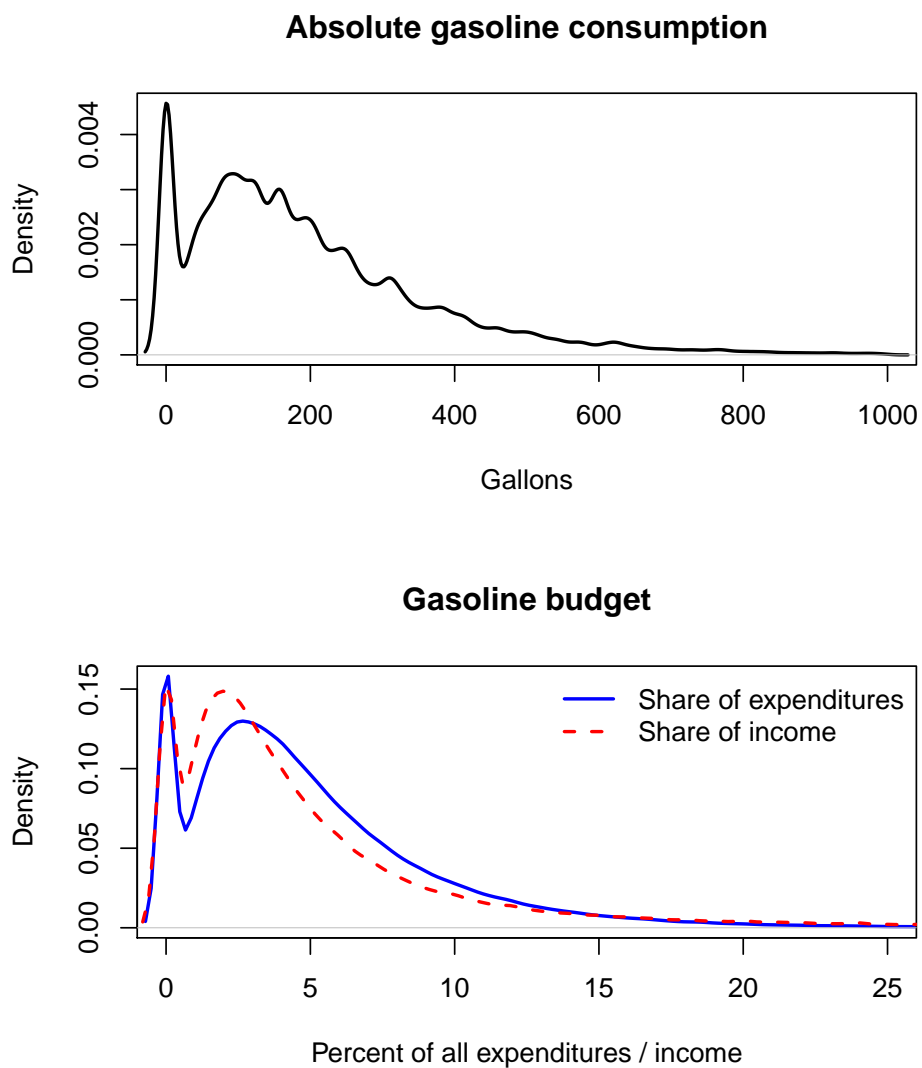 Absolute gasoline consumption
Density
0.000
0.002
0.004
0 200 400 600 800 1000
Gallons
Gasoline budget
Density
0.00
0.05
0.10
0.15
Share of expenditures
Share of income
0 5 10 15 20 25
Percent of all expenditures / income